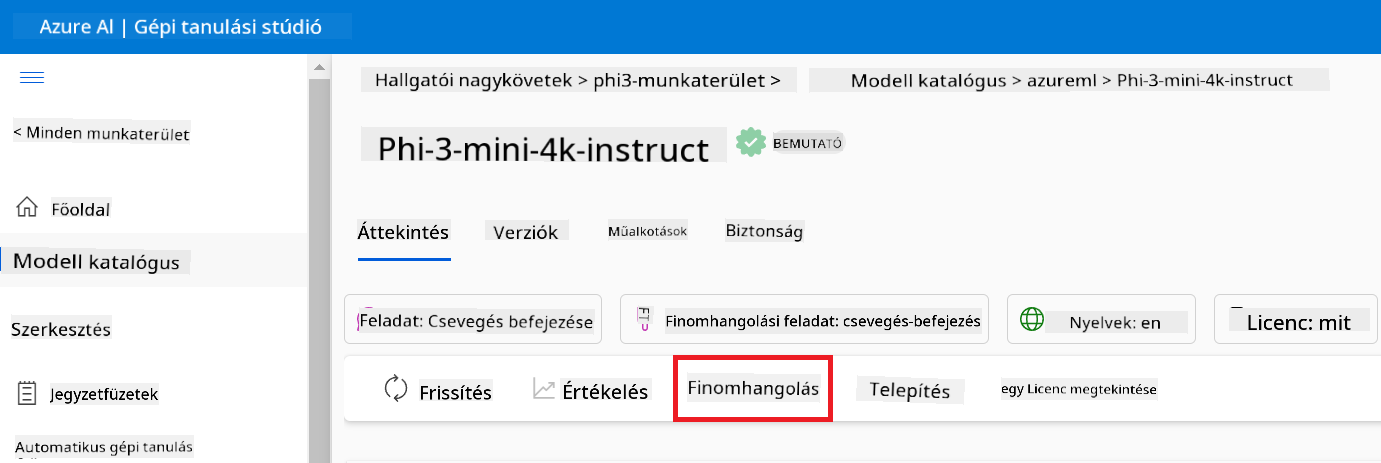 Azure AI | Gépi tanulási stúdió
Hallgatói nagykövetek > phi3-munkaterület > Modell katalógus > azureml > Phi-3-mini-4k-instruct
< Minden munkaterület
Phi-3-mini-4k-instruct BEMUTATÓ
Főoldal
Áttekintés Verziók Műalkotások Biztonság
Modell katalógus
Szerkesztés
Feladat: Csevegés befejezése Finomhangolási feladat: csevegés-befejezés Nyelvek: en Licenc: mit
Jegyzetfüzetek
Frissítés Értékelés Finomhangolás Telepítés egy Licenc megtekintése
Automatikus gépi tanulás